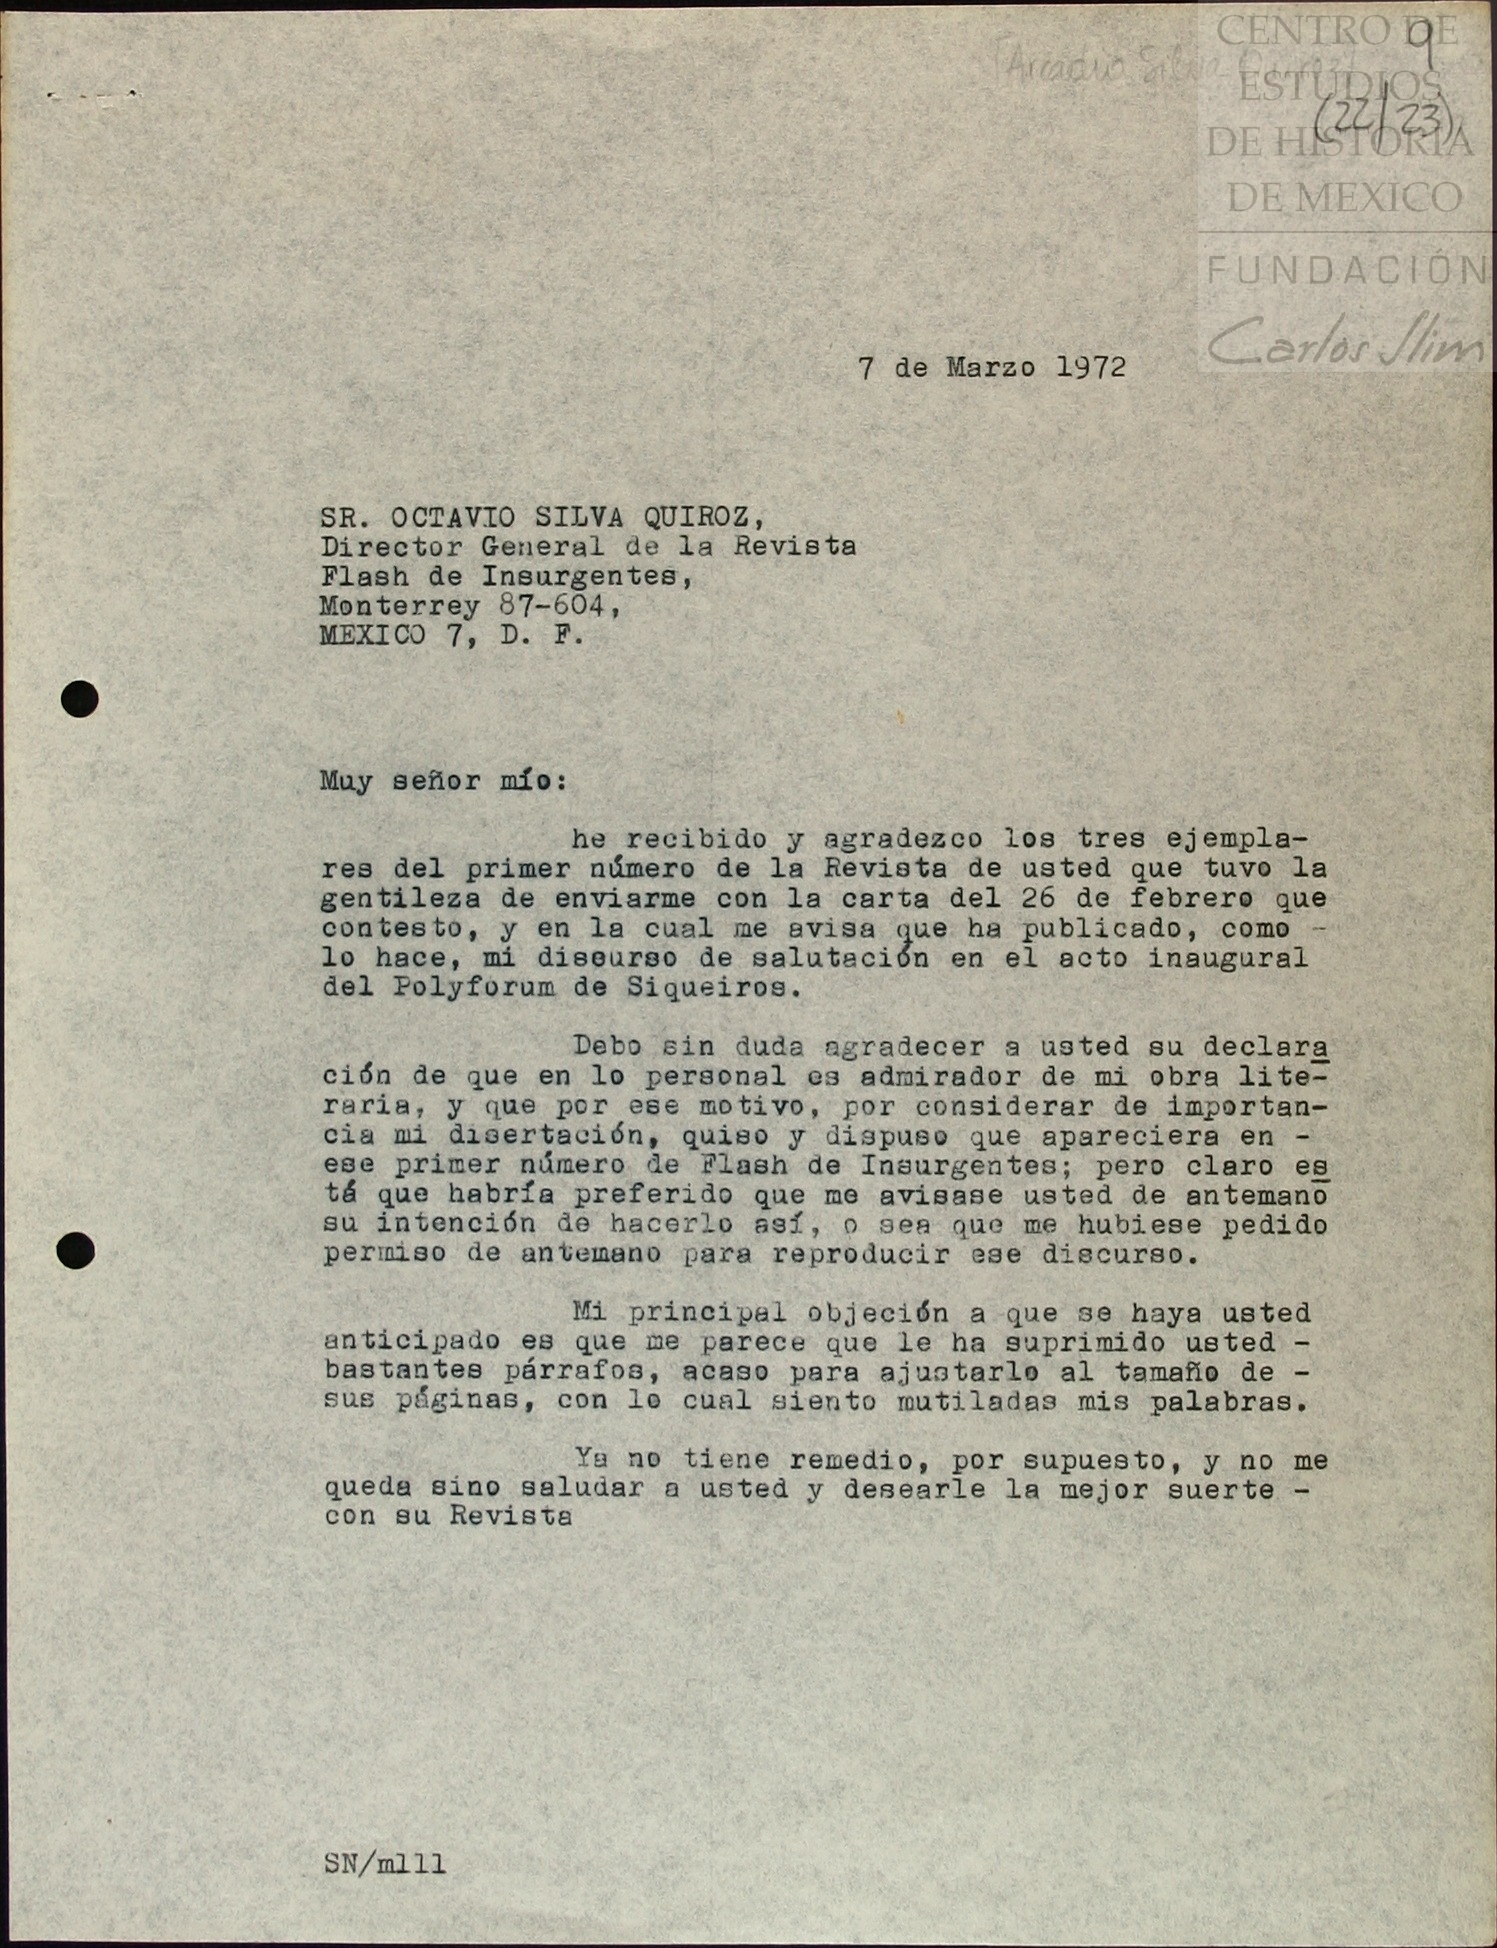 CENTRO DE
ESTUDIOS
DE HISTORIA
DE MEXICO
FUNDACIÓN
Carlos Slim
9
(22/23)
7 de Marzo 1972
SR. OCTAVIO SILVA QUIROZ,
Director General de la Revista
Flash de Insurgentes,
Monterrey 87-604,
MEXICO 7, D. F.
Muy señor mío:
he recibido y agradezco los tres ejempla-
res del primer número de la Revista de usted que tuvo la
gentileza de enviarme con la carta del 26 de febrero que
contesto, y en la cual me avisa que ha publicado, como -
lo hace, mi discurso de salutación en el acto inaugural
del Polyforum de Siqueiros.
Debo sin duda agradecer a usted su declara
ción de que en lo personal es admirador de mi obra lite-
raria, y que por ese motivo, por considerar de importan-
cia mi disertación, quiso y dispuso que apareciera en -
ese primer número de Flash de Insurgentes; pero claro es
tá que habría preferido que me avisase usted de antemano
su intención de hacerlo así, o sea que me hubiese pedido
permiso de antemano para reproducir ese discurso.
Mi principal objeción a que se haya usted
anticipado es que me parece que le ha suprimido usted -
bastantes párrafos, acaso para ajustarlo al tamaño de -
sus páginas, con lo cual siento mutiladas mis palabras.
Ya no tiene remedio, por supuesto, y no me
queda sino saludar a usted y desearle la mejor suerte -
con su Revista
SN/mlll